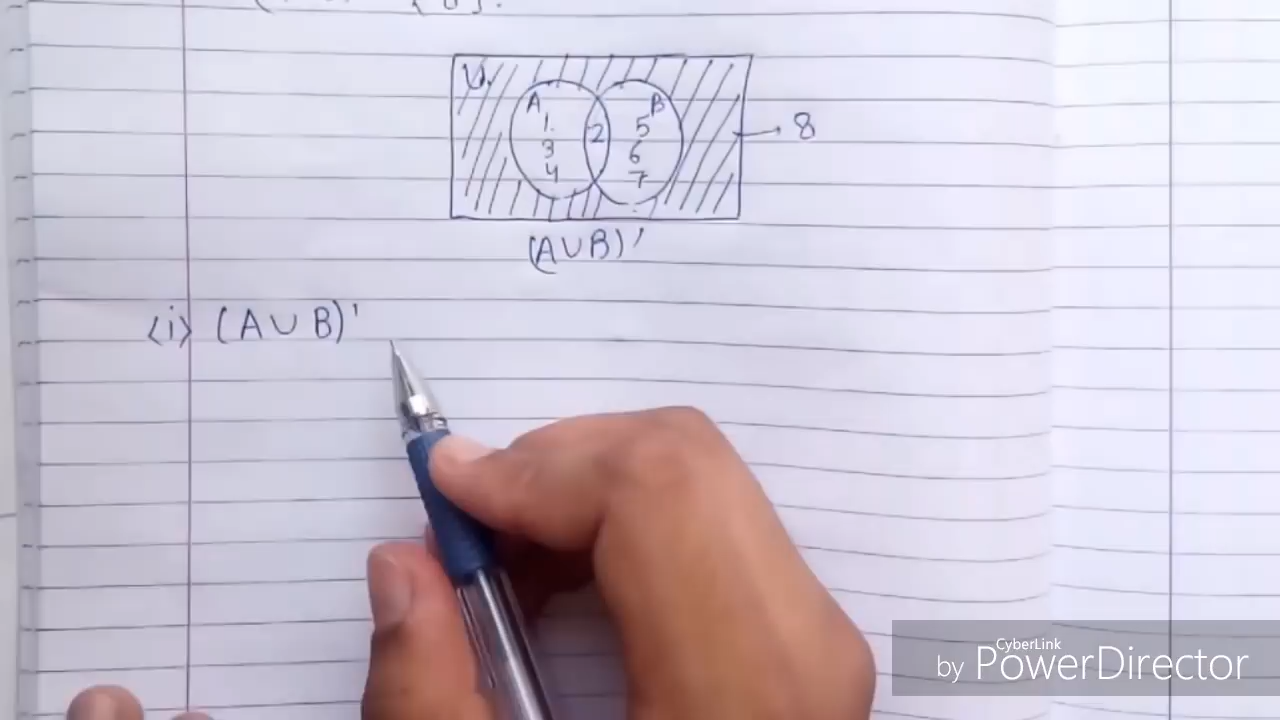 U
A B
1. 2 5
3 6
4 7
→ 8
(A∪B)'
<i> (A ∪ B)'
CyberLink
by PowerDirector